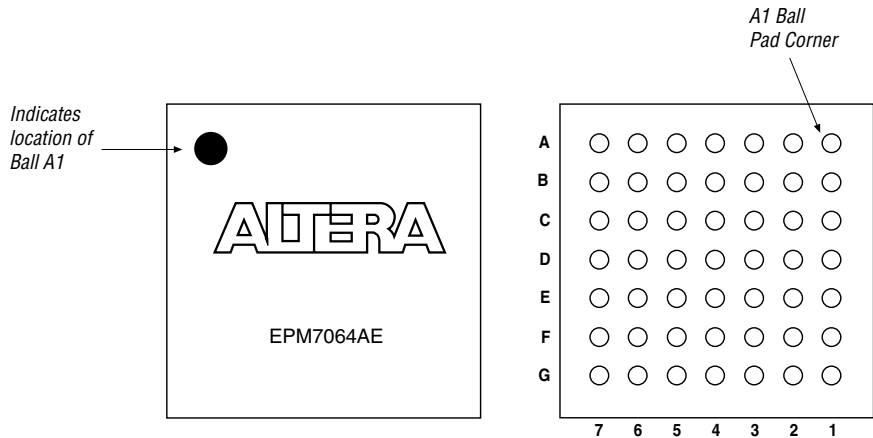 A1 Ball
Pad Corner
Indicates
location of
Ball A1
ALTERA
EPM7064AE
A
B
C
D
E
F
G
7 6 5 4 3 2 1